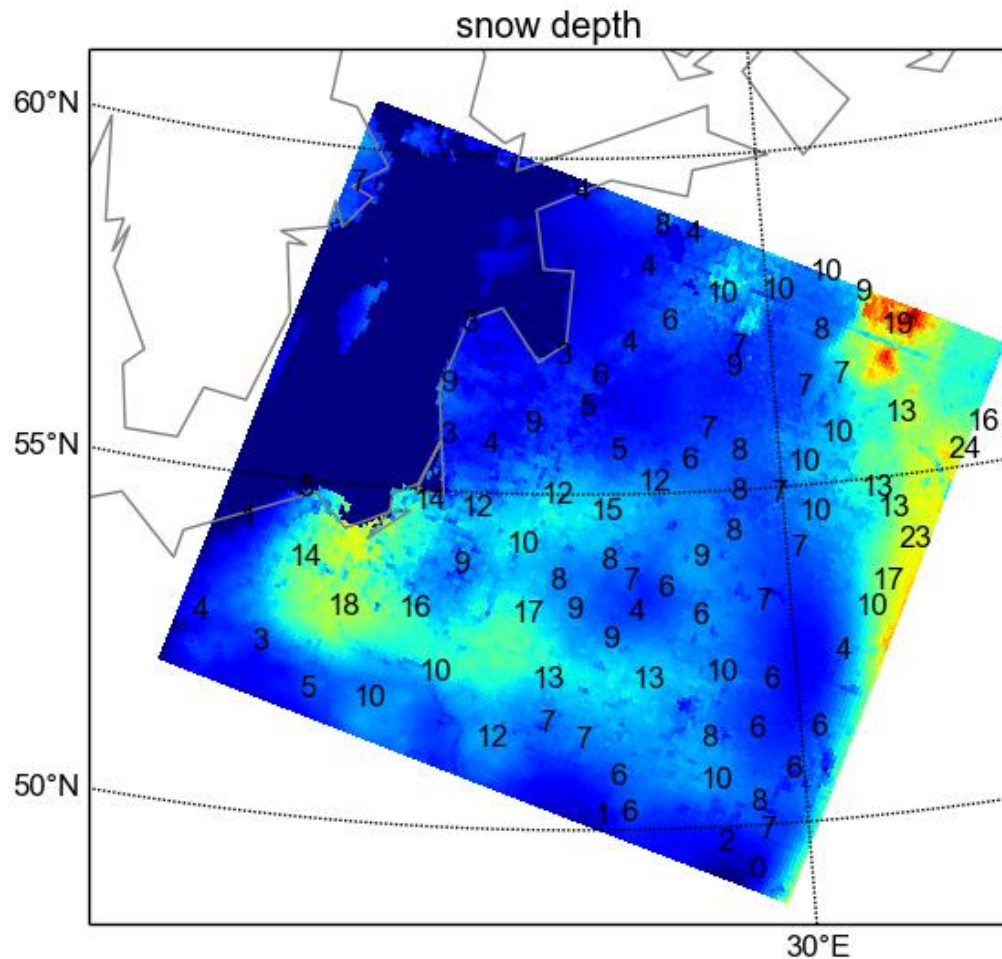 snow depth
60°N
7
4
8 4
4 10
10 10 9
3 6 8 19
3 4 7
9 6 9 7 7
3 4 9 5 7 13 16
5 6 8 10 24
12 10
14 12 12 15 8 7 10 13 13
55°N
1
14 9 10 8 9 8 7 23
8 7 6 17
4 18 16 17 9 4 6 7 10
3 9 4
5 10 10 13 13 10 6
12 7 7 8 6 6
6 10 6
50°N
1 6 8
2 7
0
30°E